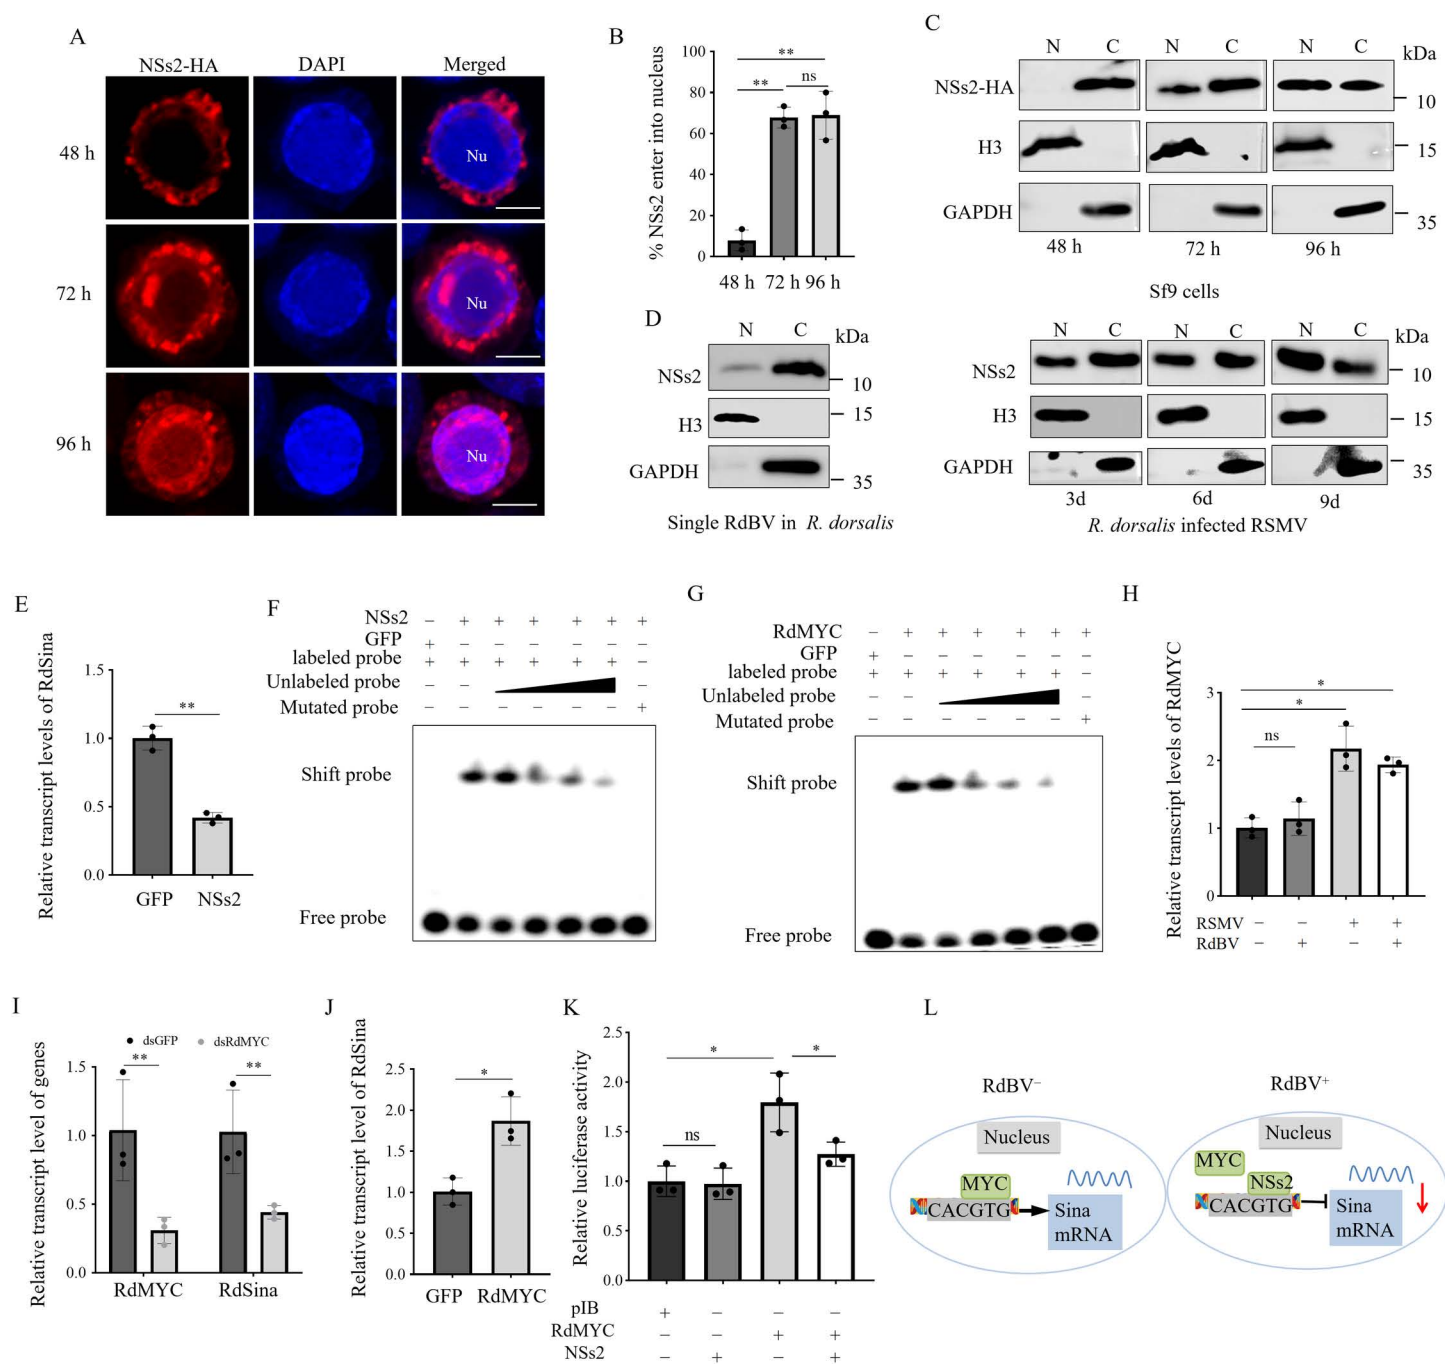 A
NSs2-HA DAPI Merged
48 h
Nu
72 h
Nu
96 h
Nu
B
% NSs2 enter into nucleus
100
80
60
40
20
0
**
** ns
48 h 72 h 96 h
C
N C N C N C
kDa
NSs2-HA
10
H3
15
GAPDH
35
48 h 72 h 96 h
Sf9 cells
D
N C
kDa
NSs2
10
H3
15
GAPDH
35
Single RdBV in R. dorsalis
N C N C N C
kDa
NSs2
10
H3
15
GAPDH
35
3d 6d 9d
R. dorsalis infected RSMV
E
Relative transcript levels of RdSina
1.5
1.0
0.5
0.0
**
GFP NSs2
F
NSs2 – + + + + + +
GFP + – – – – – –
labeled probe + + + + + + –
Unlabeled probe – – –
Mutated probe – – – – – – +
Shift probe
Free probe
G
RdMYC – + + + + + +
GFP + – – – – – –
labeled probe + + + + + + –
Unlabeled probe – – –
Mutated probe – – – – – – +
Shift probe
Free probe
H
Relative transcript levels of RdMYC
3
2
1
0
*
*
ns
RSMV – – + +
RdBV – + – +
I
Relative transcript level of genes
dsGFP dsRdMYC
1.5
1.0
0.5
0.0
** **
RdMYC RdSina
J
Relative transcript level of RdSina
2.5
2.0
1.5
1.0
0.5
0.0
*
GFP RdMYC
K
Relative luciferase activity
2.5
2.0
1.5
1.0
0.5
0.0
* *
ns
pIB + – – –
RdMYC – – + +
NSs2 – + – +
L
RdBV–
Nucleus
MYC
CACGTG
Sina
mRNA
RdBV+
Nucleus
MYC
NSs2
CACGTG
Sina
mRNA